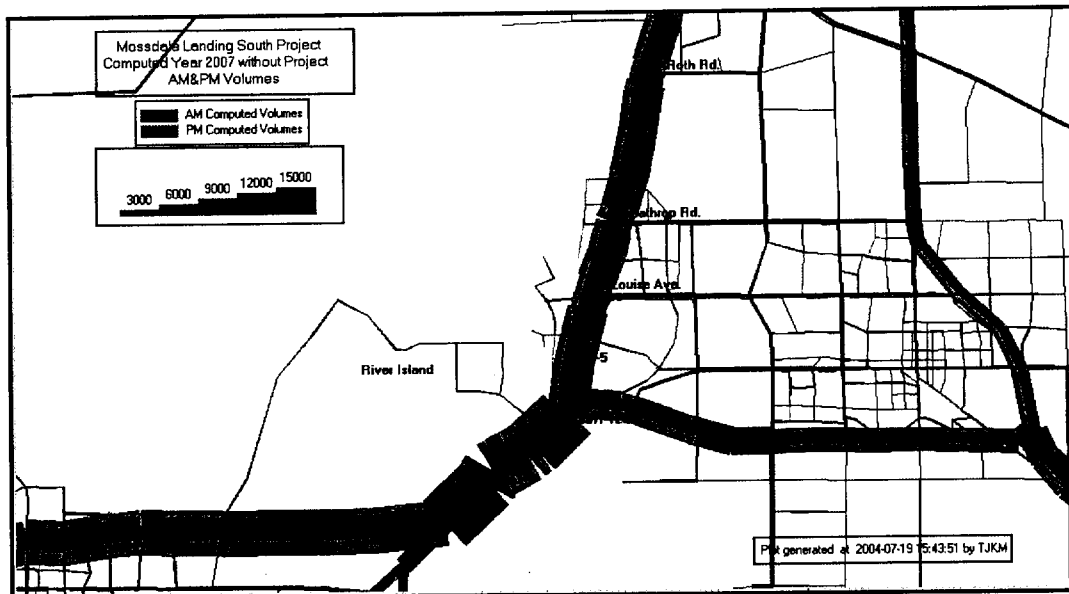 Mossdale Landing South Project
Computed Year 2007 without Project
AM&PM Volumes
AM Computed Volumes
PM Computed Volumes
3000 6000 9000 12000 15000
Roth Rd.
Lathrop Rd.
Louise Ave.
River Island
Plot generated at 2004-07-19 15:43:51 by TJKM